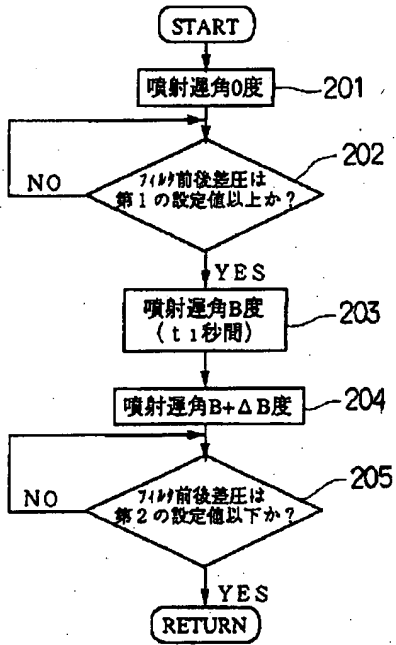 START
噴射遅角0度
201
フィルタ前後差圧は
第1の設定値以上か?
202
NO
YES
噴射遅角B度
(t1秒間)
203
噴射遅角B+ΔB度
204
フィルタ前後差圧は
第2の設定値以下か?
205
NO
YES
RETURN